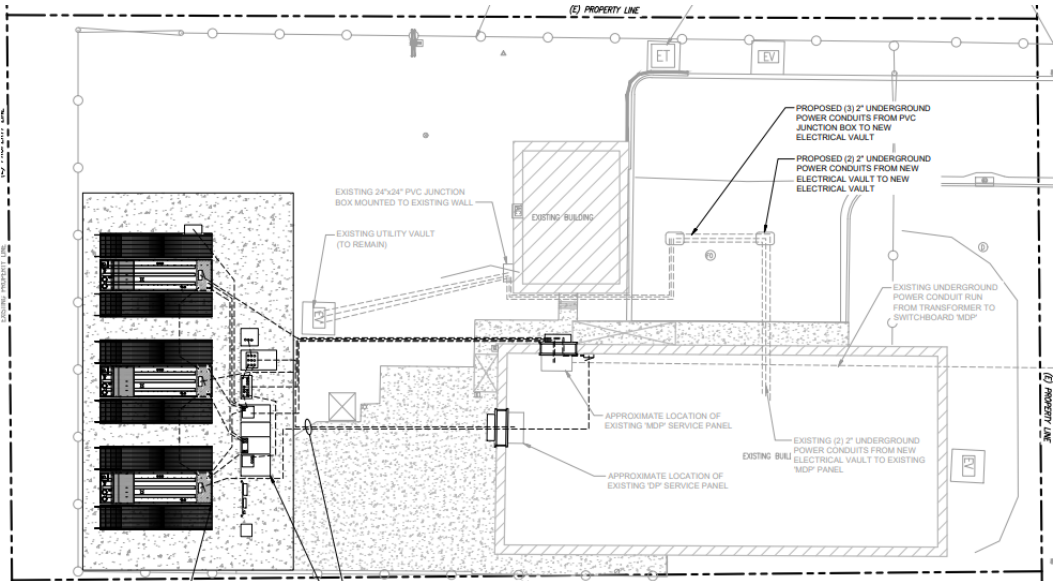 (E) PROPERTY LINE
ET
EV
PROPOSED (3) 2" UNDERGROUND
POWER CONDUITS FROM PVC
JUNCTION BOX TO NEW
ELECTRICAL VAULT
PROPOSED (2) 2" UNDERGROUND
POWER CONDUITS FROM NEW
ELECTRICAL VAULT TO NEW
ELECTRICAL VAULT
EXISTING 24"x24" PVC JUNCTION
BOX MOUNTED TO EXISTING WALL
EXISTING BUILDING
EXISTING UTILITY VAULT
(TO REMAIN)
EXISTING PROPERTY LINE
EXISTING UNDERGROUND
POWER CONDUIT RUN
FROM TRANSFORMER TO
SWITCHBOARD 'MDP'
APPROXIMATE LOCATION OF
EXISTING 'MDP' SERVICE PANEL
(E) PROPERTY LINE
EXISTING (2) 2" UNDERGROUND
POWER CONDUITS FROM NEW
ELECTRICAL VAULT TO EXISTING
'MDP' PANEL
EXISTING BUIL
EV
APPROXIMATE LOCATION OF
EXISTING 'DP' SERVICE PANEL